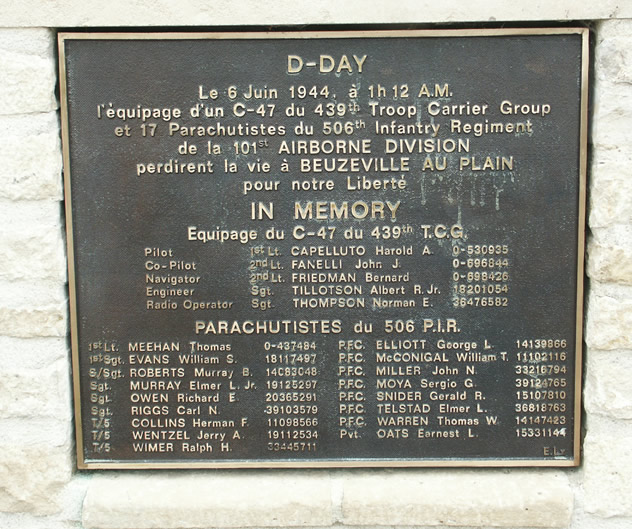 D-DAY
Le 6 Juin 1944, à 1h 12 A.M.
l'équipage d'un C-47 du 439th Troop Carrier Group
et 17 Parachutistes du 506th Infantry Regiment
de la 101st AIRBORNE DIVISION
perdirent la vie à BEUZEVILLE AU PLAIN
pour notre Liberté
IN MEMORY
Equipage du C-47 du 439th T.C.G.
Pilot 1st Lt. CAPELLUTO Harold A. 0-530935
Co-Pilot 2nd Lt. FANELLI John J. 0-696344
Navigator 2nd Lt. FRIEDMAN Bernard 0-698426
Engineer Sgt. TILLOTSON Albert R. Jr. 18201054
Radio Operator Sgt. THOMPSON Norman E. 36476582
PARACHUTISTES du 506 P.I.R.
1st Lt. MEEHAN Thomas 0-437484 P.F.C. ELLIOTT George L. 14139866
1st Sgt. EVANS William S. 18117497 P.F.C. McCONIGAL William T. 11102116
S/Sgt. ROBERTS Murray B. 14083048 P.F.C. MILLER John N. 33216794
Sgt. MURRAY Elmer L. Jr. 19125297 P.F.C. MOYA Sergio G. 39124765
Sgt. OWEN Richard E. 20365291 P.F.C. SNIDER Gerald R. 15107810
Sgt. RIGGS Carl N. 39103579 P.F.C. TELSTAD Elmer L. 36818763
T/5 COLLINS Herman F. 11098566 P.F.C. WARREN Thomas W. 14147423
T/5 WENTZEL Jerry A. 19112534 Pvt. OATS Earnest L. 15331144
T/5 WIMER Ralph H. 33445711